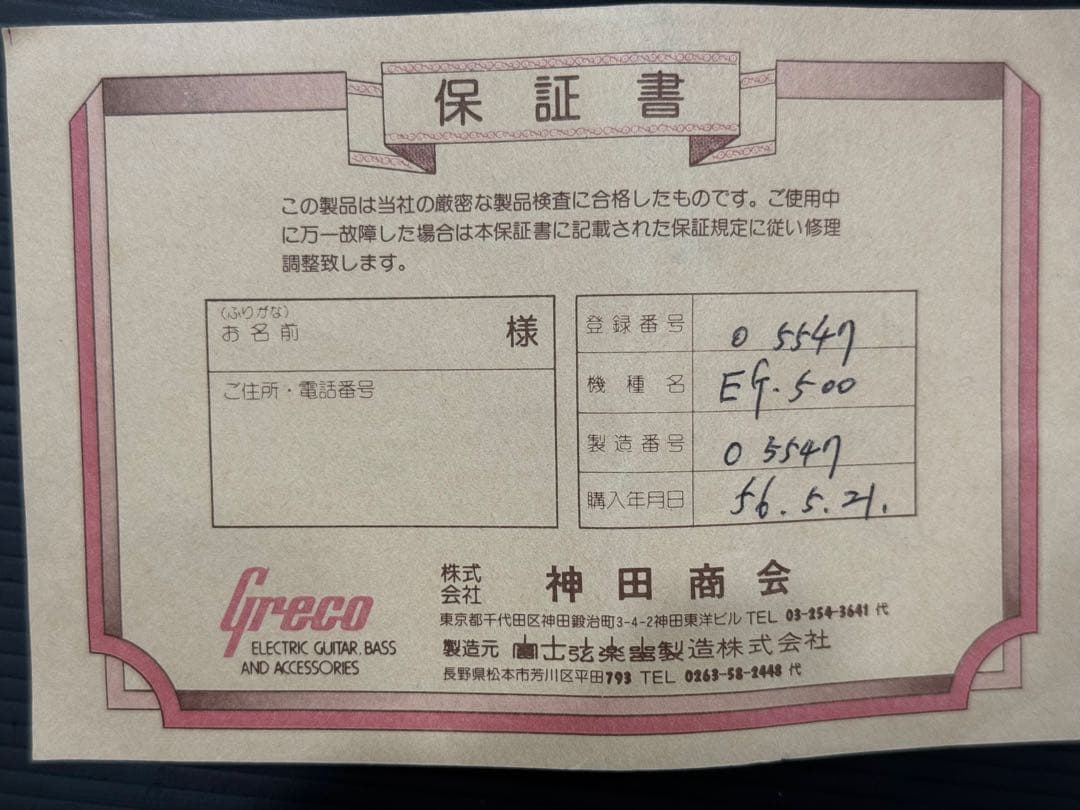 保証書
この製品は当社の厳密な製品検査に合格したものです。ご使用中
に万一故障した場合は本保証書に記載された保証規定に従い修理
調整致します。
(ふりがな)
お名前 様
ご住所・電話番号
登録番号 0 5547
機種名 EG.500
製造番号 0 5547
購入年月日 56.5.21.
Greco
ELECTRIC GUITAR, BASS
AND ACCESSORIES
株式会社 神田商会
東京都千代田区神田鍛治町3-4-2神田東洋ビル TEL 03-254-3641 代
製造元 富士弦楽器製造株式会社
長野県松本市芳川区平田793 TEL 0263-58-2448 代